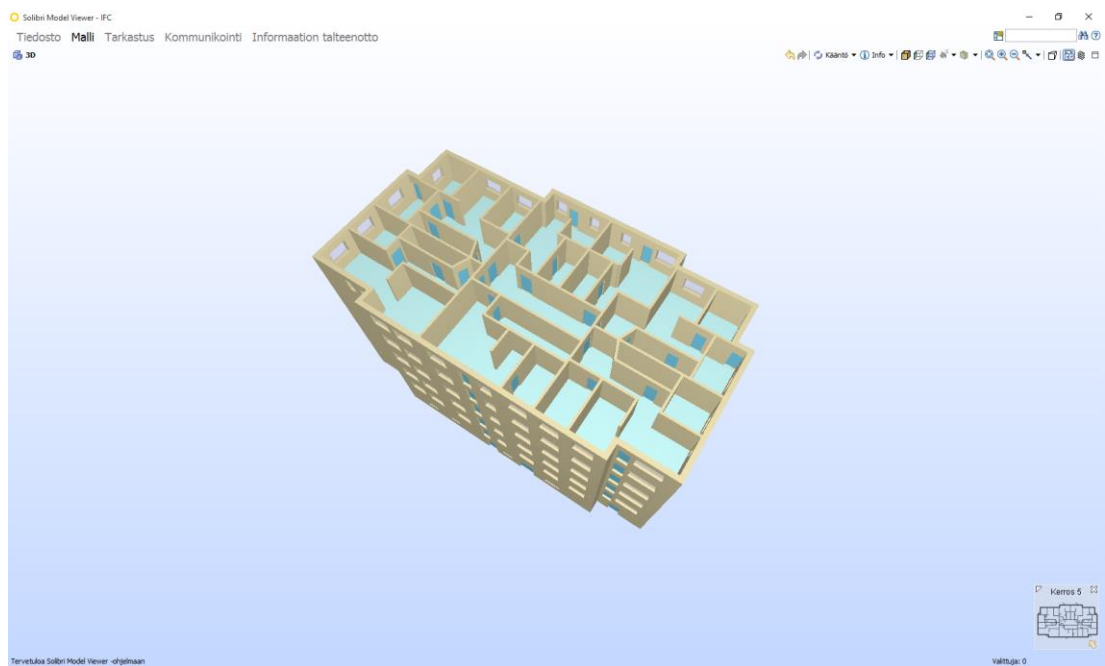 Solibri Model Viewer - IFC
Tiedosto Malli Tarkastus Kommunikointi Informaation talteenotto
3D
Kääntö Info
Kerros 5
Tervetuloa Solibri Model Viewer -ohjelmaan
Valittuja: 0